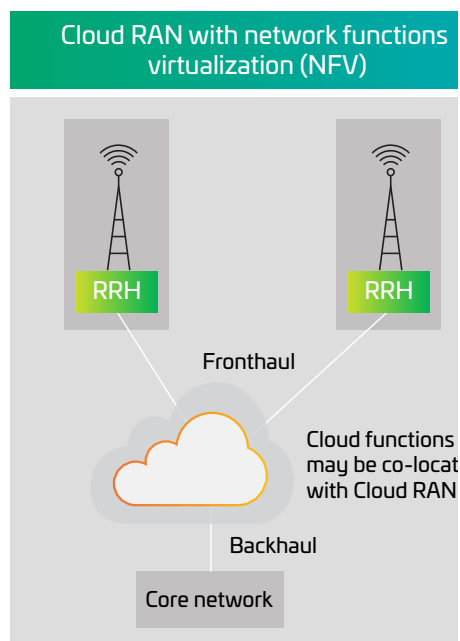 Cloud RAN with network functions
virtualization (NFV)
RRH
RRH
Fronthaul
Cloud functions
may be co-locat
with Cloud RAN
Backhaul
Core network